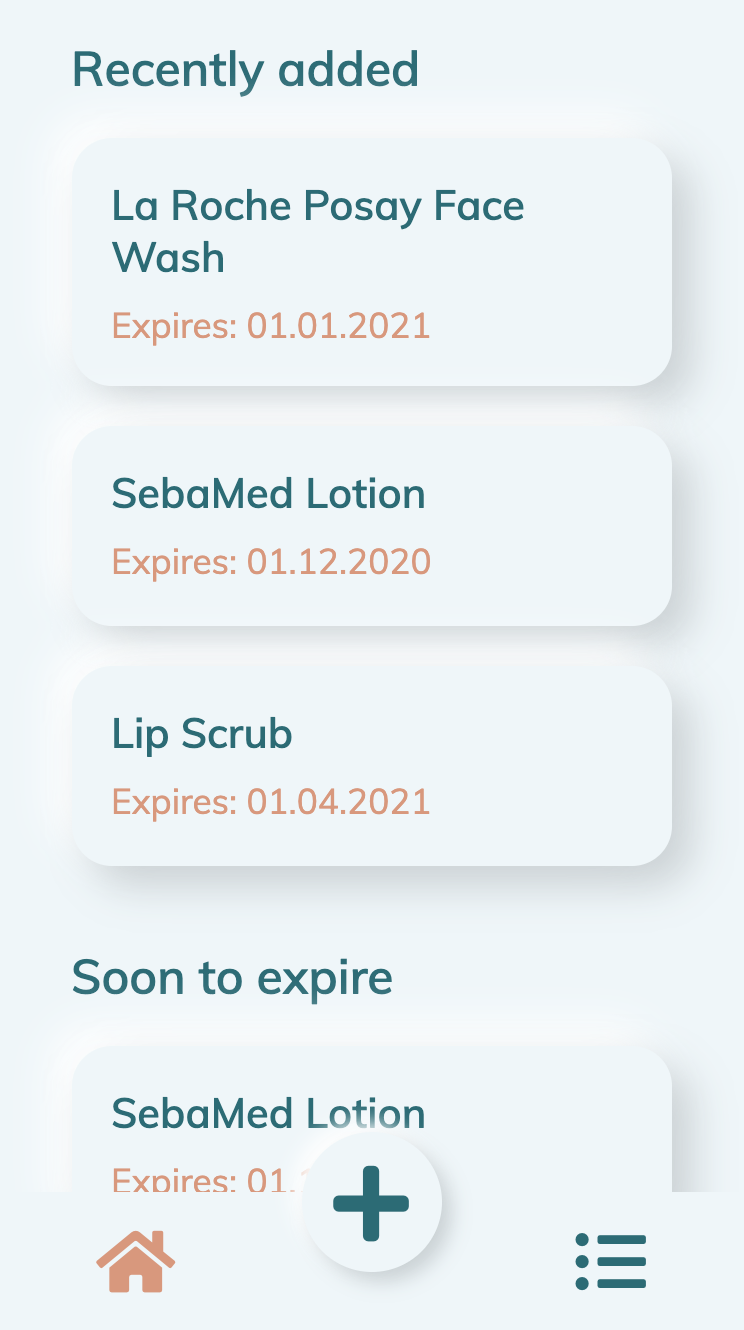 Recently added
La Roche Posay Face
Wash
Expires: 01.01.2021
SebaMed Lotion
Expires: 01.12.2020
Lip Scrub
Expires: 01.04.2021
Soon to expire
SebaMed Lotion
Expires: 01.